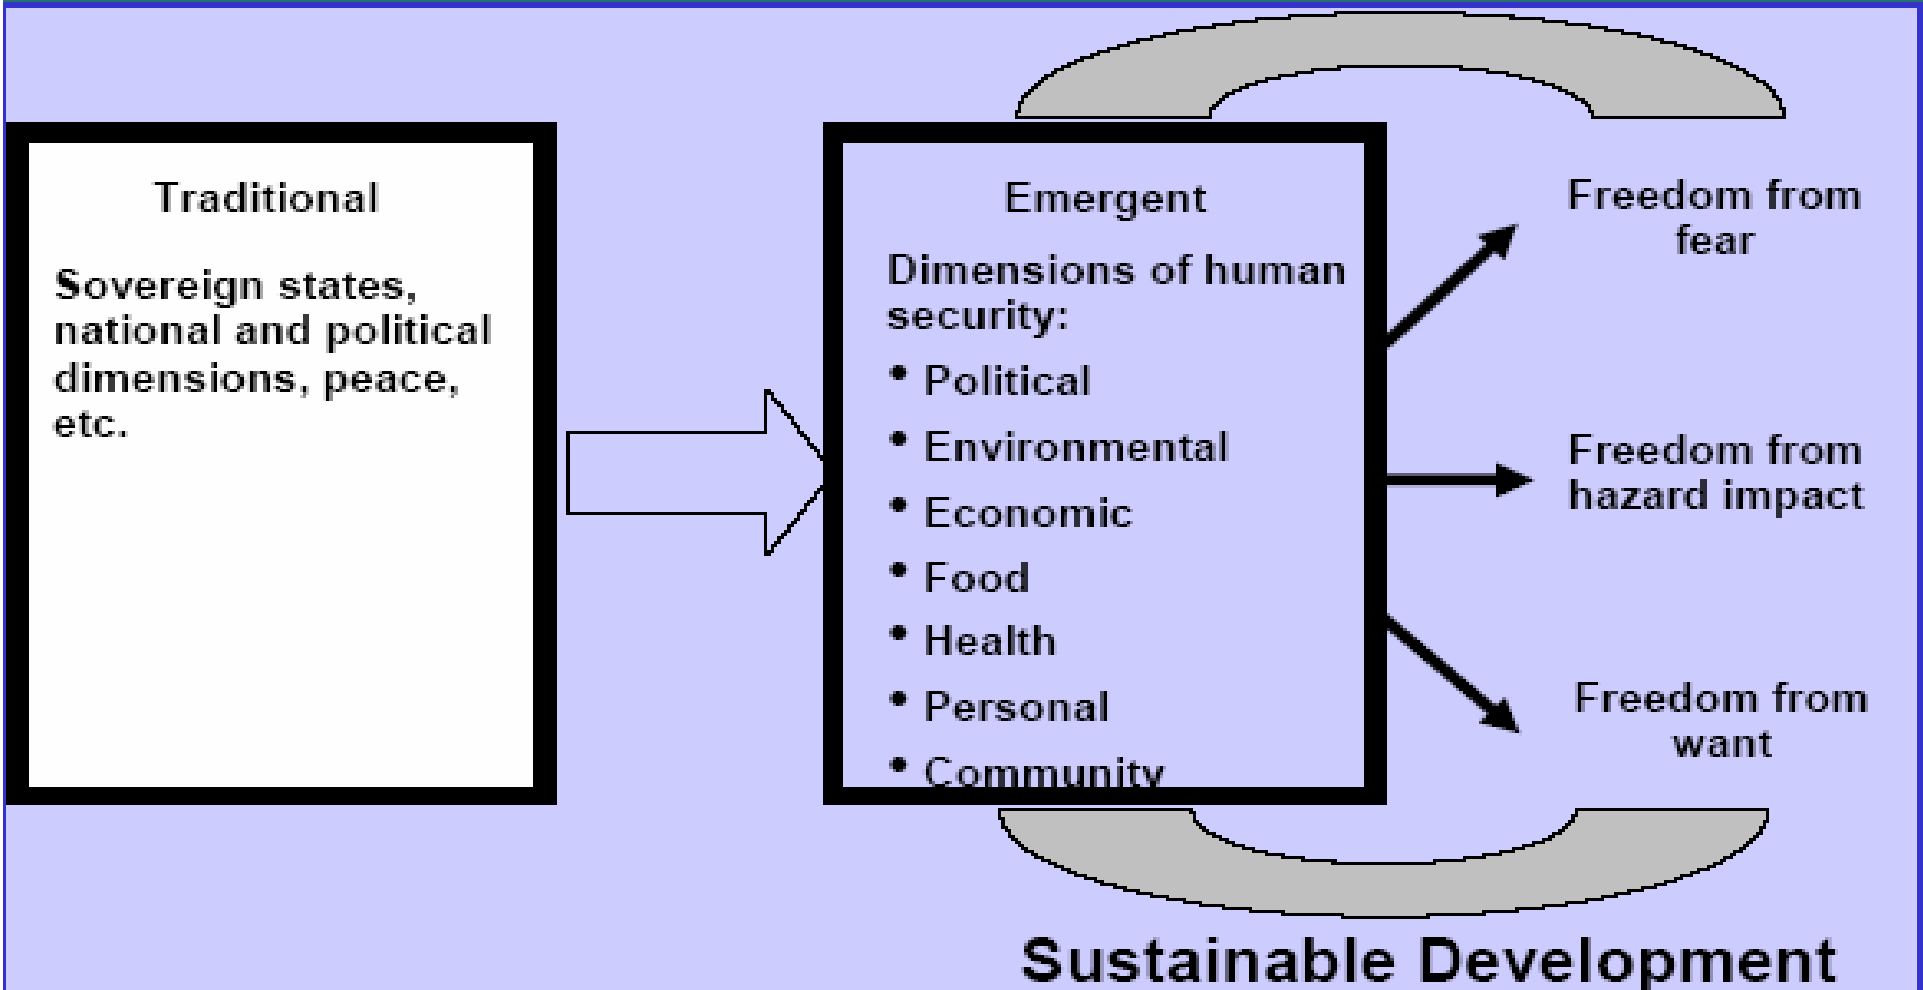 Traditional
Sovereign states,
national and political
dimensions, peace,
etc.
Emergent
Dimensions of human
security:
• Political
• Environmental
• Economic
• Food
• Health
• Personal
• Community
Freedom from
fear
Freedom from
hazard impact
Freedom from
want
Sustainable Development